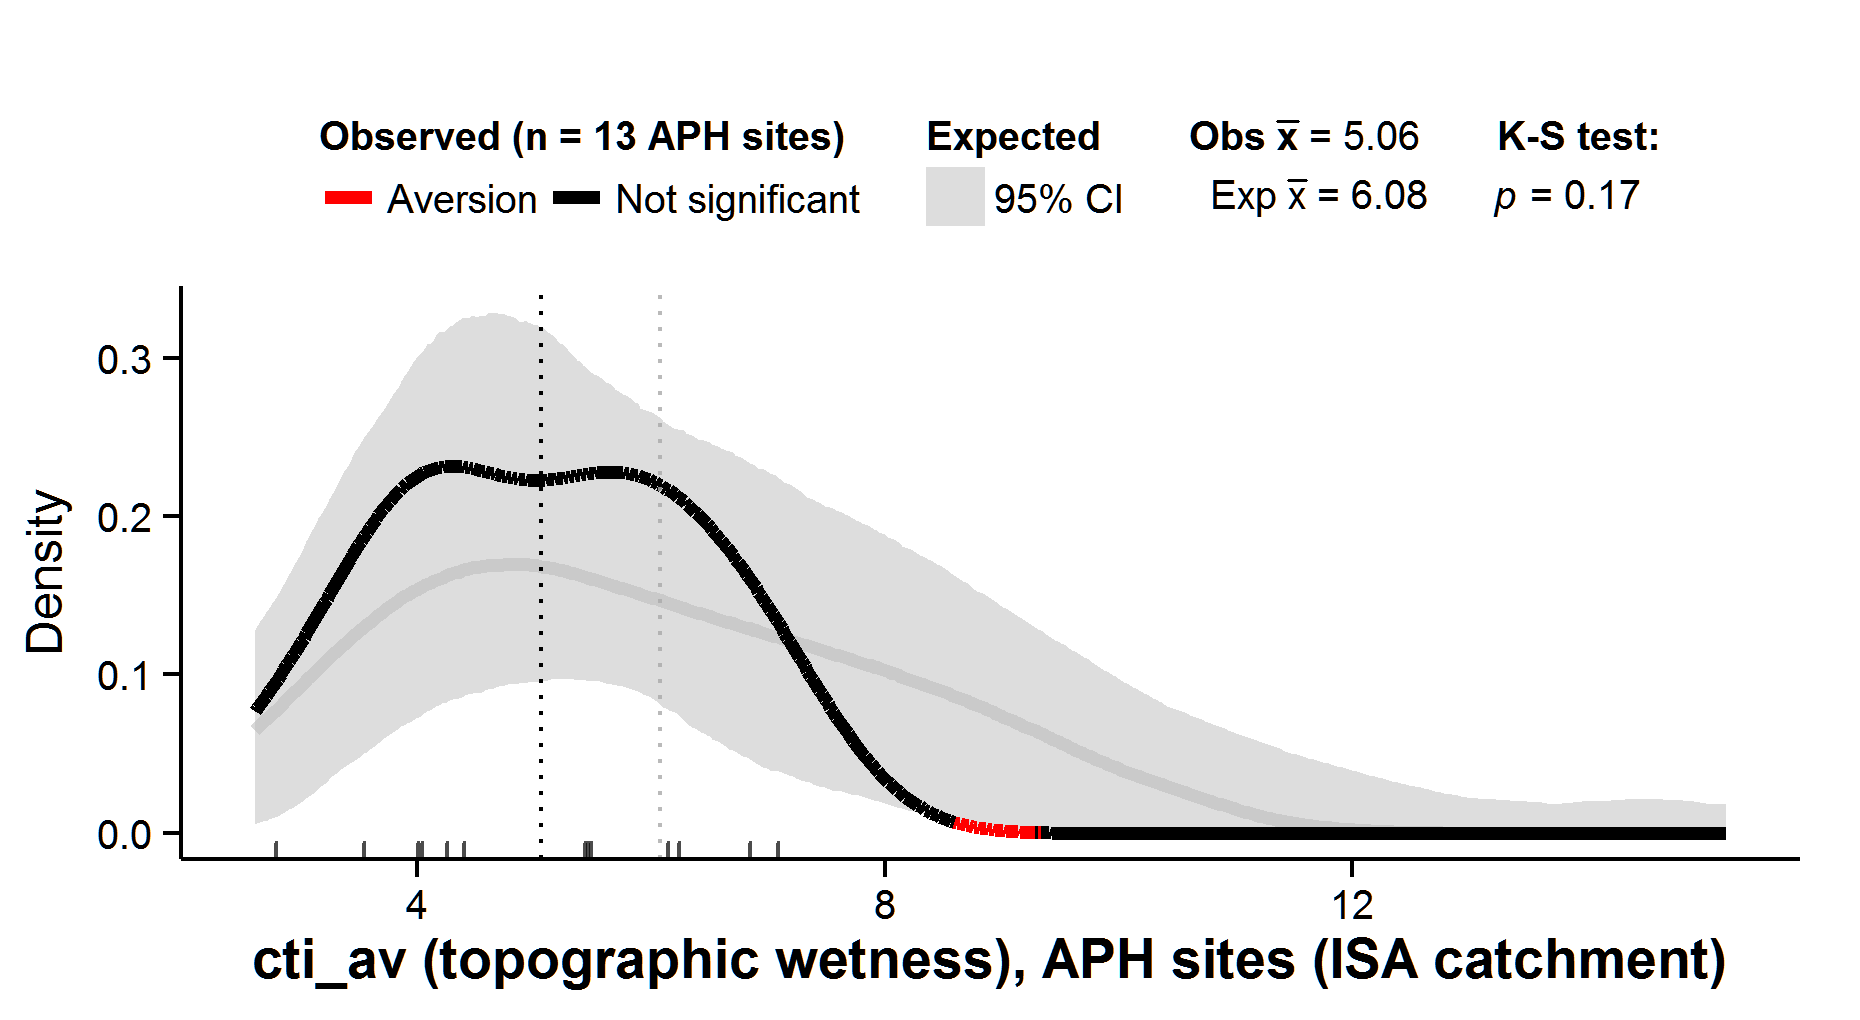 Observed (n = 13 APH sites) Expected Obs x̅ = 5.06 K-S test:
Aversion Not significant 95% CI Exp x̅ = 6.08 p = 0.17
0.3
0.2
0.1
0.0
Density
4 8 12
cti_av (topographic wetness), APH sites (ISA catchment)